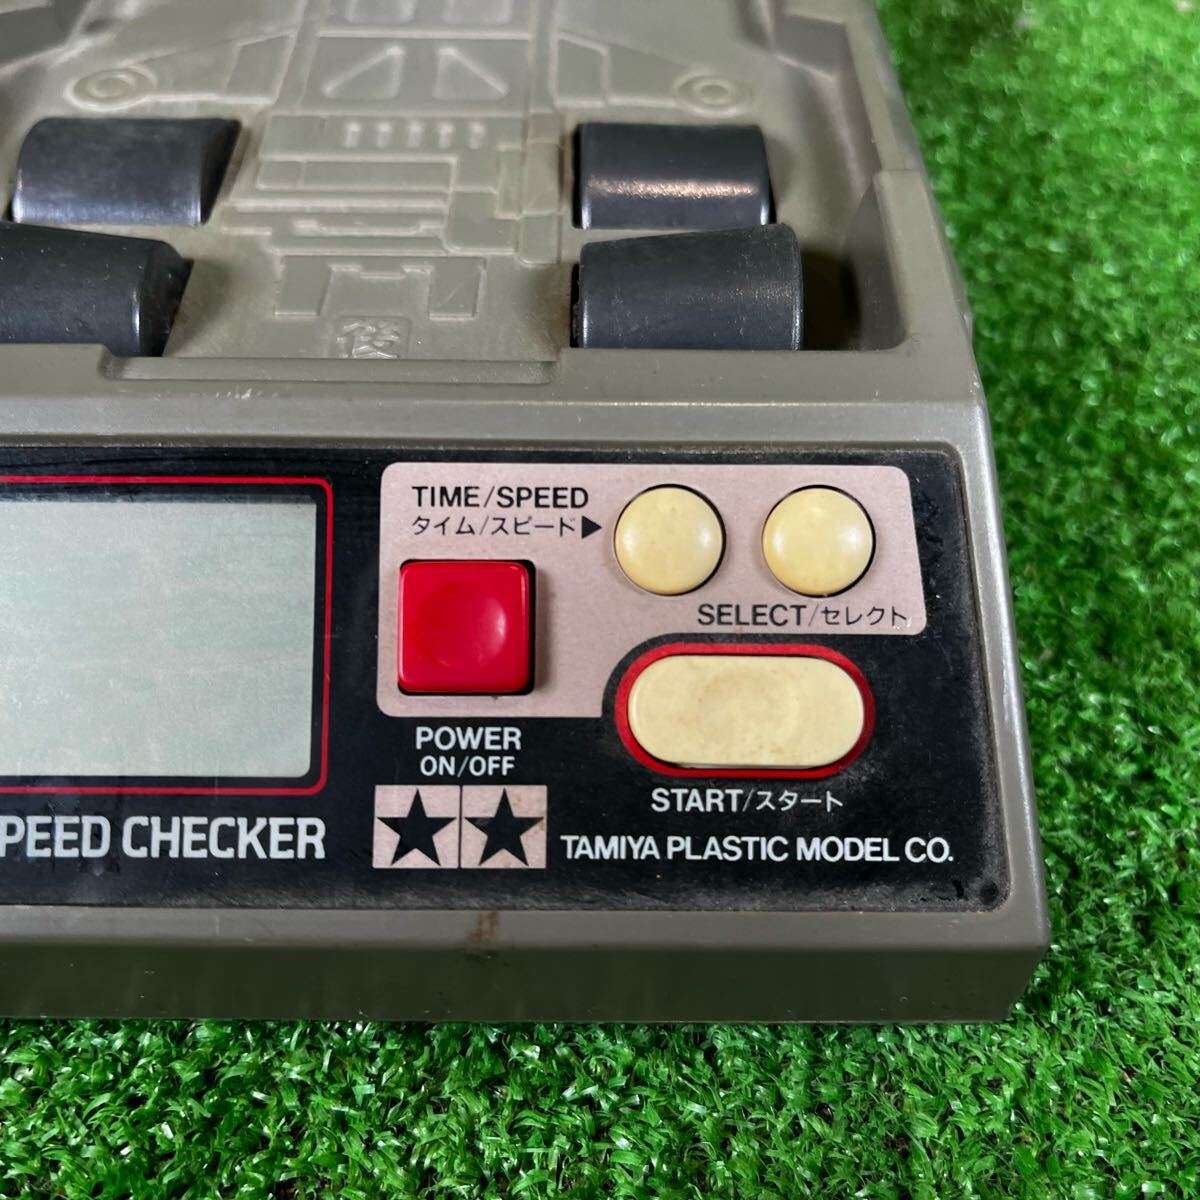 後
TIME/SPEED
タイム/スピード▶
SELECT/セレクト
POWER
ON/OFF
START/スタート
PEED CHECKER
TAMIYA PLASTIC MODEL CO.